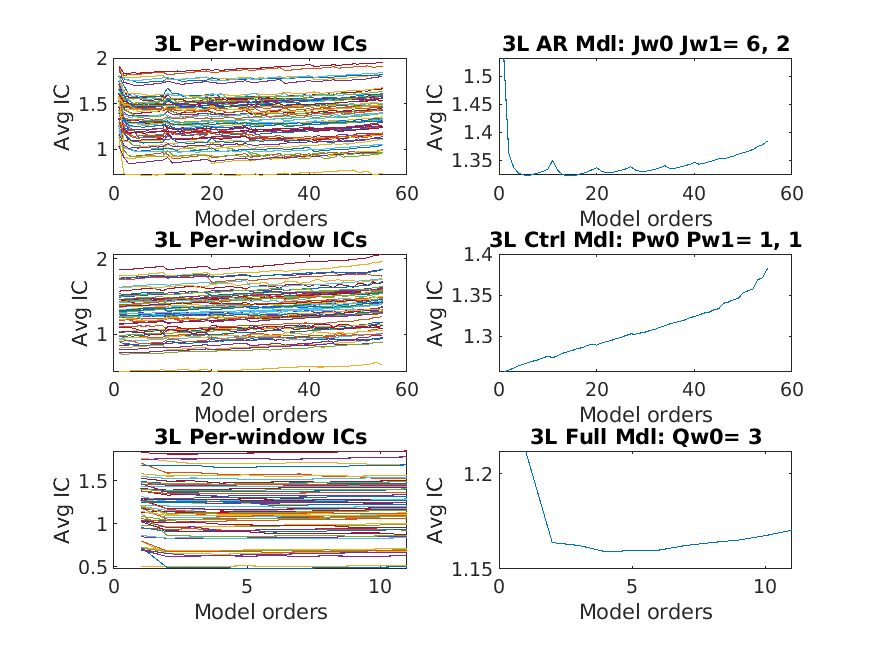 3L Per-window ICs
2
1.5
1
Avg IC
0
20
40
60
Model orders
3L AR Mdl: Jw0 Jw1= 6, 2
1.5
1.45
1.4
1.35
Avg IC
0
20
40
60
Model orders
3L Per-window ICs
2
1
Avg IC
0
20
40
60
Model orders
3L Ctrl Mdl: Pw0 Pw1= 1, 1
1.4
1.35
1.3
Avg IC
0
20
40
60
Model orders
3L Per-window ICs
1.5
1
0.5
Avg IC
0
5
10
Model orders
3L Full Mdl: Qw0= 3
1.2
1.15
Avg IC
0
5
10
Model orders